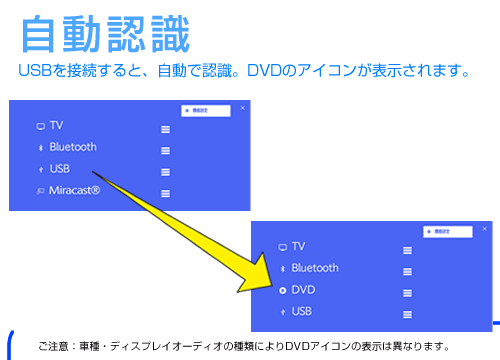 自動認識
USBを接続すると、自動で認識。DVDのアイコンが表示されます。
機器設定
TV
Bluetooth
USB
Miracast®
機器設定
TV
Bluetooth
DVD
USB
ご注意：車種・ディスプレイオーディオの種類によりDVDアイコンの表示は異なります。